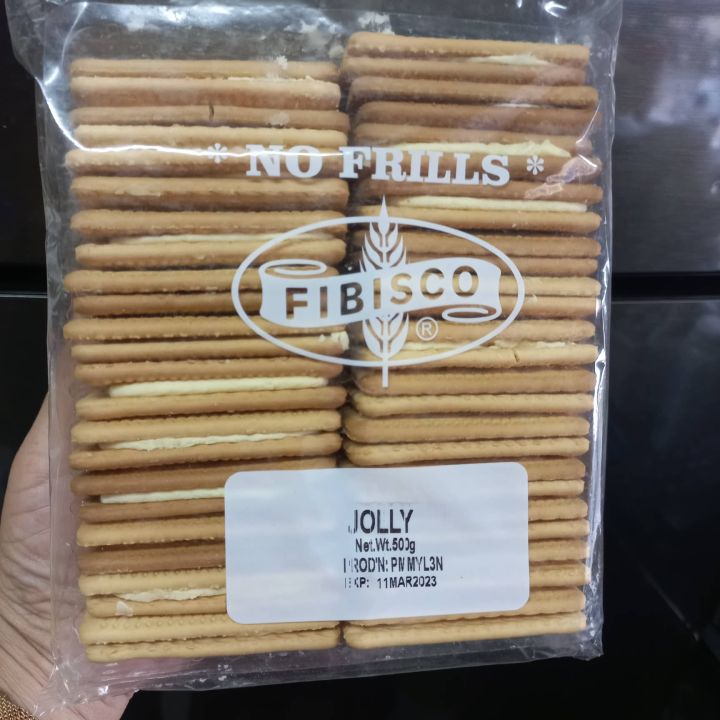 * NO FRILLS *
FIBISCO
®
JOLLY
Net.Wt.500g
PROD'N: PM MYL3N
EXP: 11MAR2023